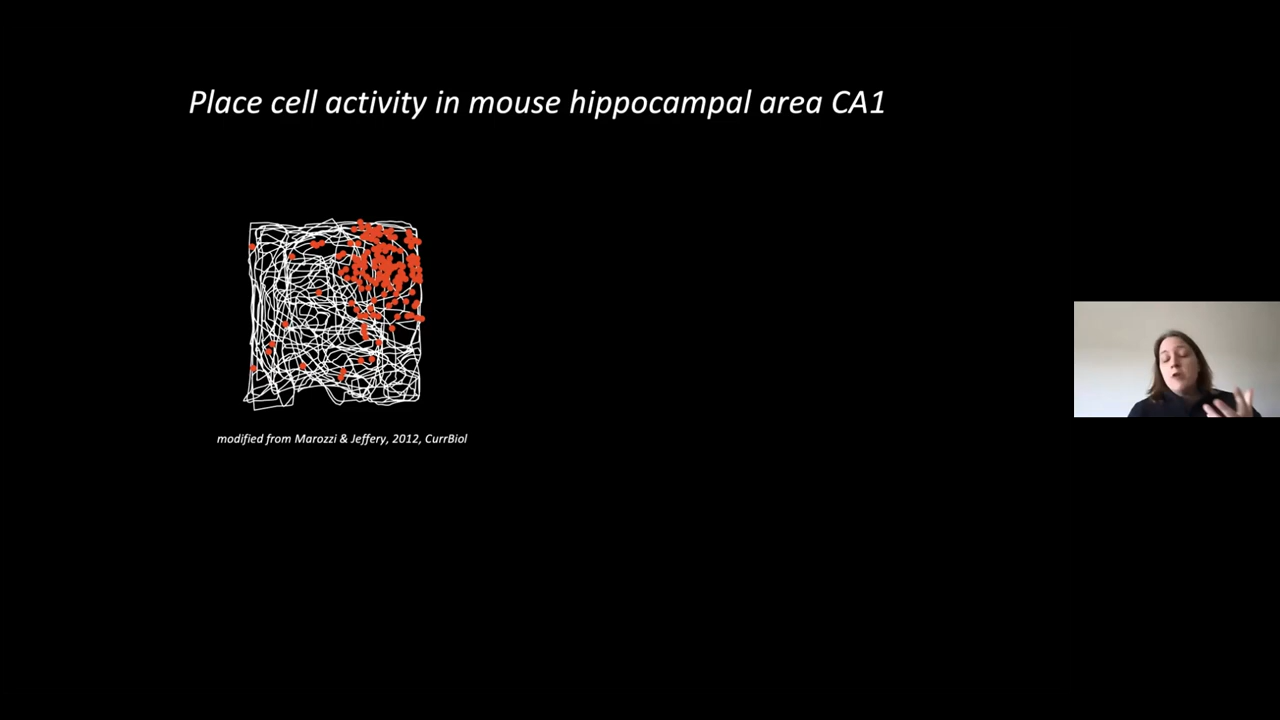 Place cell activity in mouse hippocampal area CA1
modified from Marozzi & Jeffery, 2012, CurrBiol